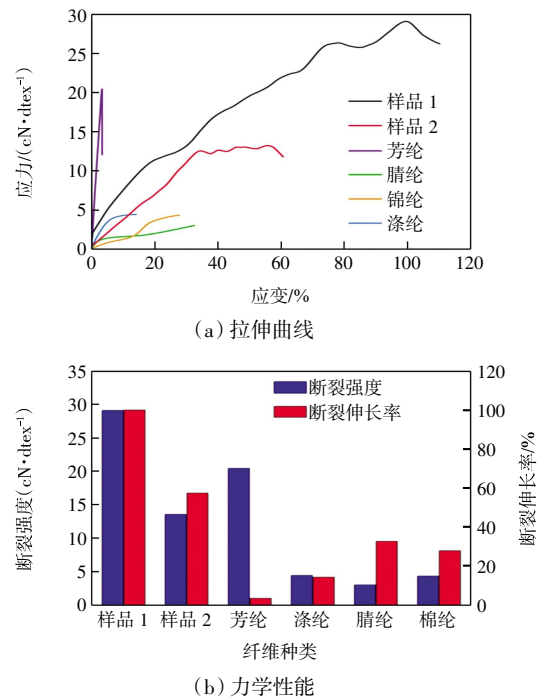 30
25
20
15
10
5
0
应力/(cN·dtex⁻¹)
样品 1
样品 2
芳纶
腈纶
锦纶
涤纶
0 20 40 60 80 100 120
应变/%
(a) 拉伸曲线
35
30
25
20
15
10
5
0
断裂强度(cN·dtex⁻¹)
断裂强度
断裂伸长率
120
100
80
60
40
20
0
断裂伸长率/%
样品 1 样品 2 芳纶 涤纶 腈纶 棉纶
纤维种类
(b) 力学性能